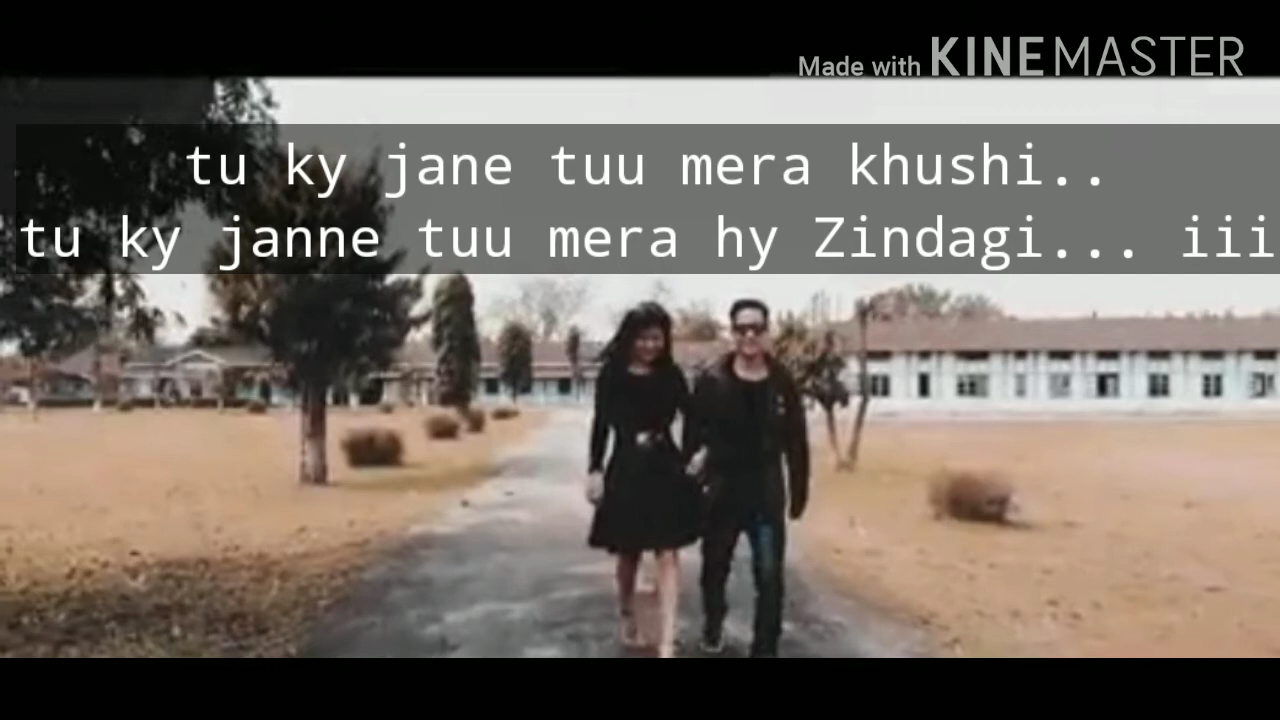 Made with KINEMASTER
tu ky jane tuu mera khushi..
tu ky janne tuu mera hy Zindagi... iii